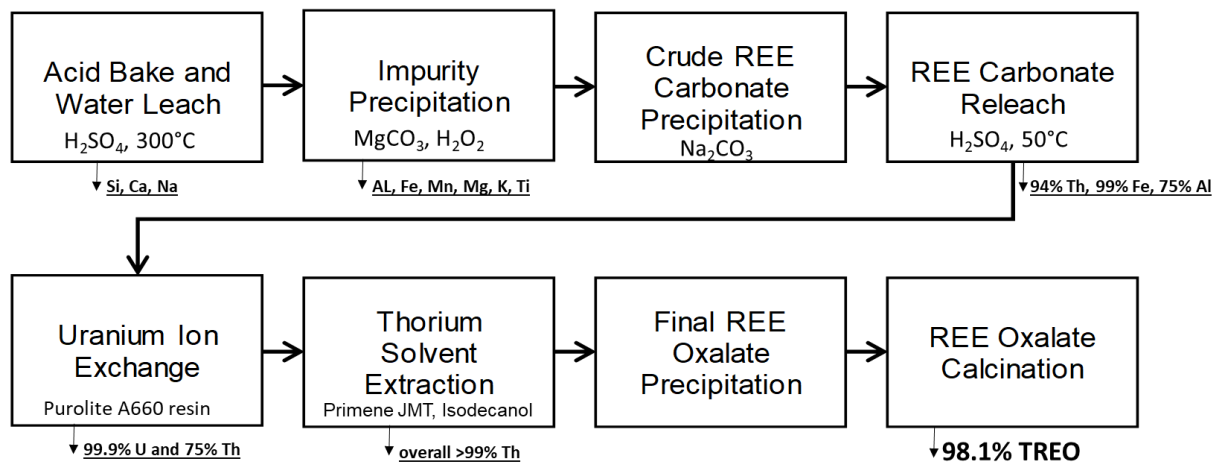 Acid Bake and
Water Leach
H₂SO₄, 300°C
Si, Ca, Na
Impurity
Precipitation
MgCO₃, H₂O₂
AL, Fe, Mn, Mg, K, Ti
Crude REE
Carbonate
Precipitation
Na₂CO₃
REE Carbonate
Releach
H₂SO₄, 50°C
94% Th, 99% Fe, 75% Al
Uranium Ion
Exchange
Purolite A660 resin
99.9% U and 75% Th
Thorium
Solvent
Extraction
Primene JMT, Isodecanol
overall >99% Th
Final REE
Oxalate
Precipitation
REE Oxalate
Calcination
98.1% TREO